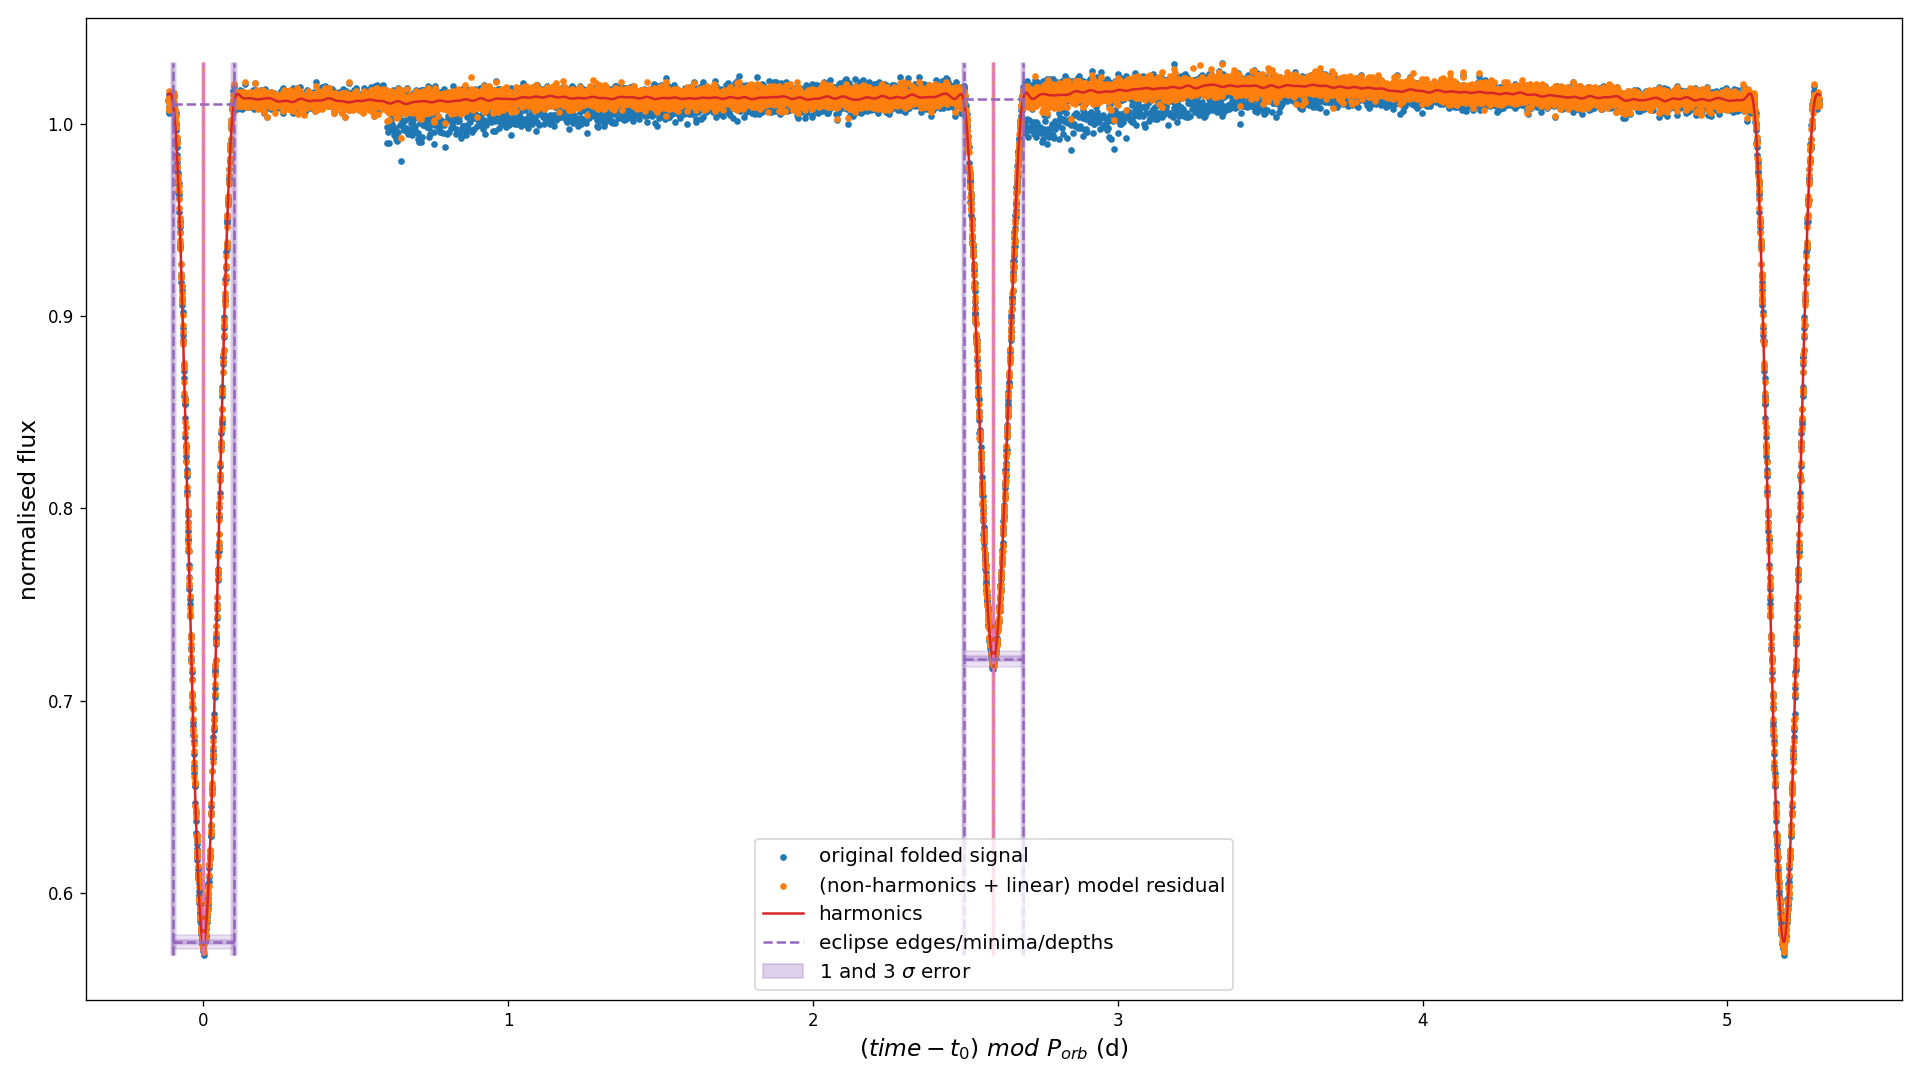 normalised flux
1.0
0.9
0.8
0.7
0.6
original folded signal
(non-harmonics + linear) model residual
harmonics
eclipse edges/minima/depths
1 and 3 σ error
0 1 2 3 4 5
(time − t₀) mod P_orb (d)